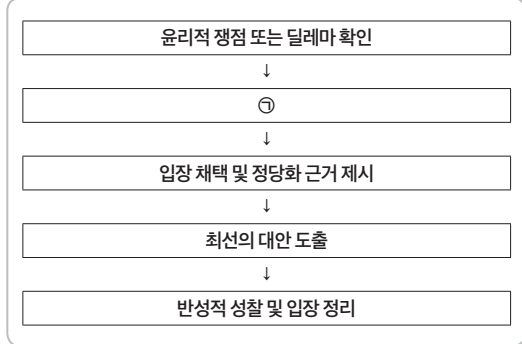 윤리적 쟁점 또는 딜레마 확인
↓
㉠
↓
입장 채택 및 정당화 근거 제시
↓
최선의 대안 도출
↓
반성적 성찰 및 입장 정리